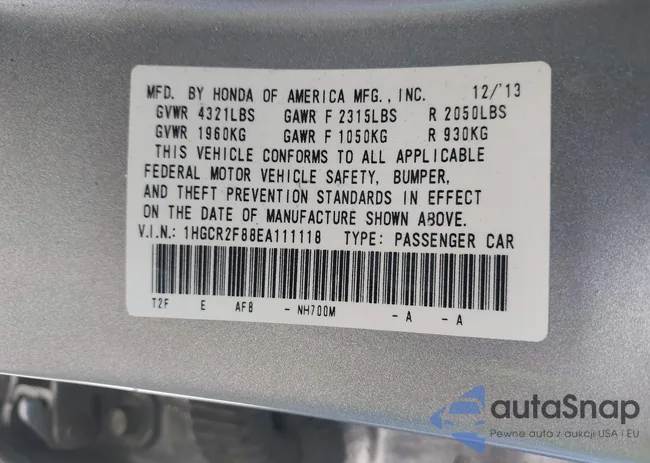 MFD. BY HONDA OF AMERICA MFG., INC. 12/'13
GVWR 4321LBS GAWR F 2315LBS R 2050LBS
GVWR 1960KG GAWR F 1050KG R 930KG
THIS VEHICLE CONFORMS TO ALL APPLICABLE
FEDERAL MOTOR VEHICLE SAFETY, BUMPER,
AND THEFT PREVENTION STANDARDS IN EFFECT
ON THE DATE OF MANUFACTURE SHOWN ABOVE.
V.I.N.: 1HGCR2F88EA111118 TYPE: PASSENGER CAR
T2F E AF8 - NH700M - A - A
autaSnap
Pewne auta z aukcji USA i EU